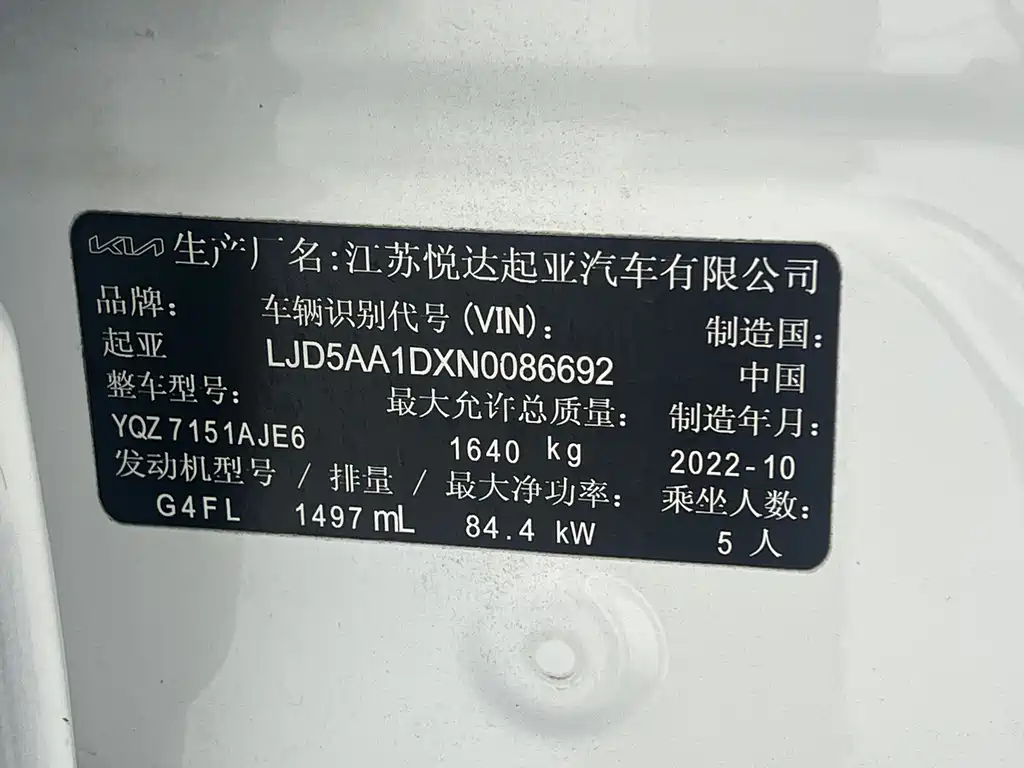 KIA 生产厂名：江苏悦达起亚汽车有限公司
品牌： 车辆识别代号 (VIN)： 制造国：
起亚 LJD5AA1DXN0086692 中国
整车型号： 最大允许总质量： 制造年月：
YQZ7151AJE6 1640 kg 2022-10
发动机型号 / 排量 / 最大净功率： 乘坐人数：
G4FL 1497 mL 84.4 kW 5 人